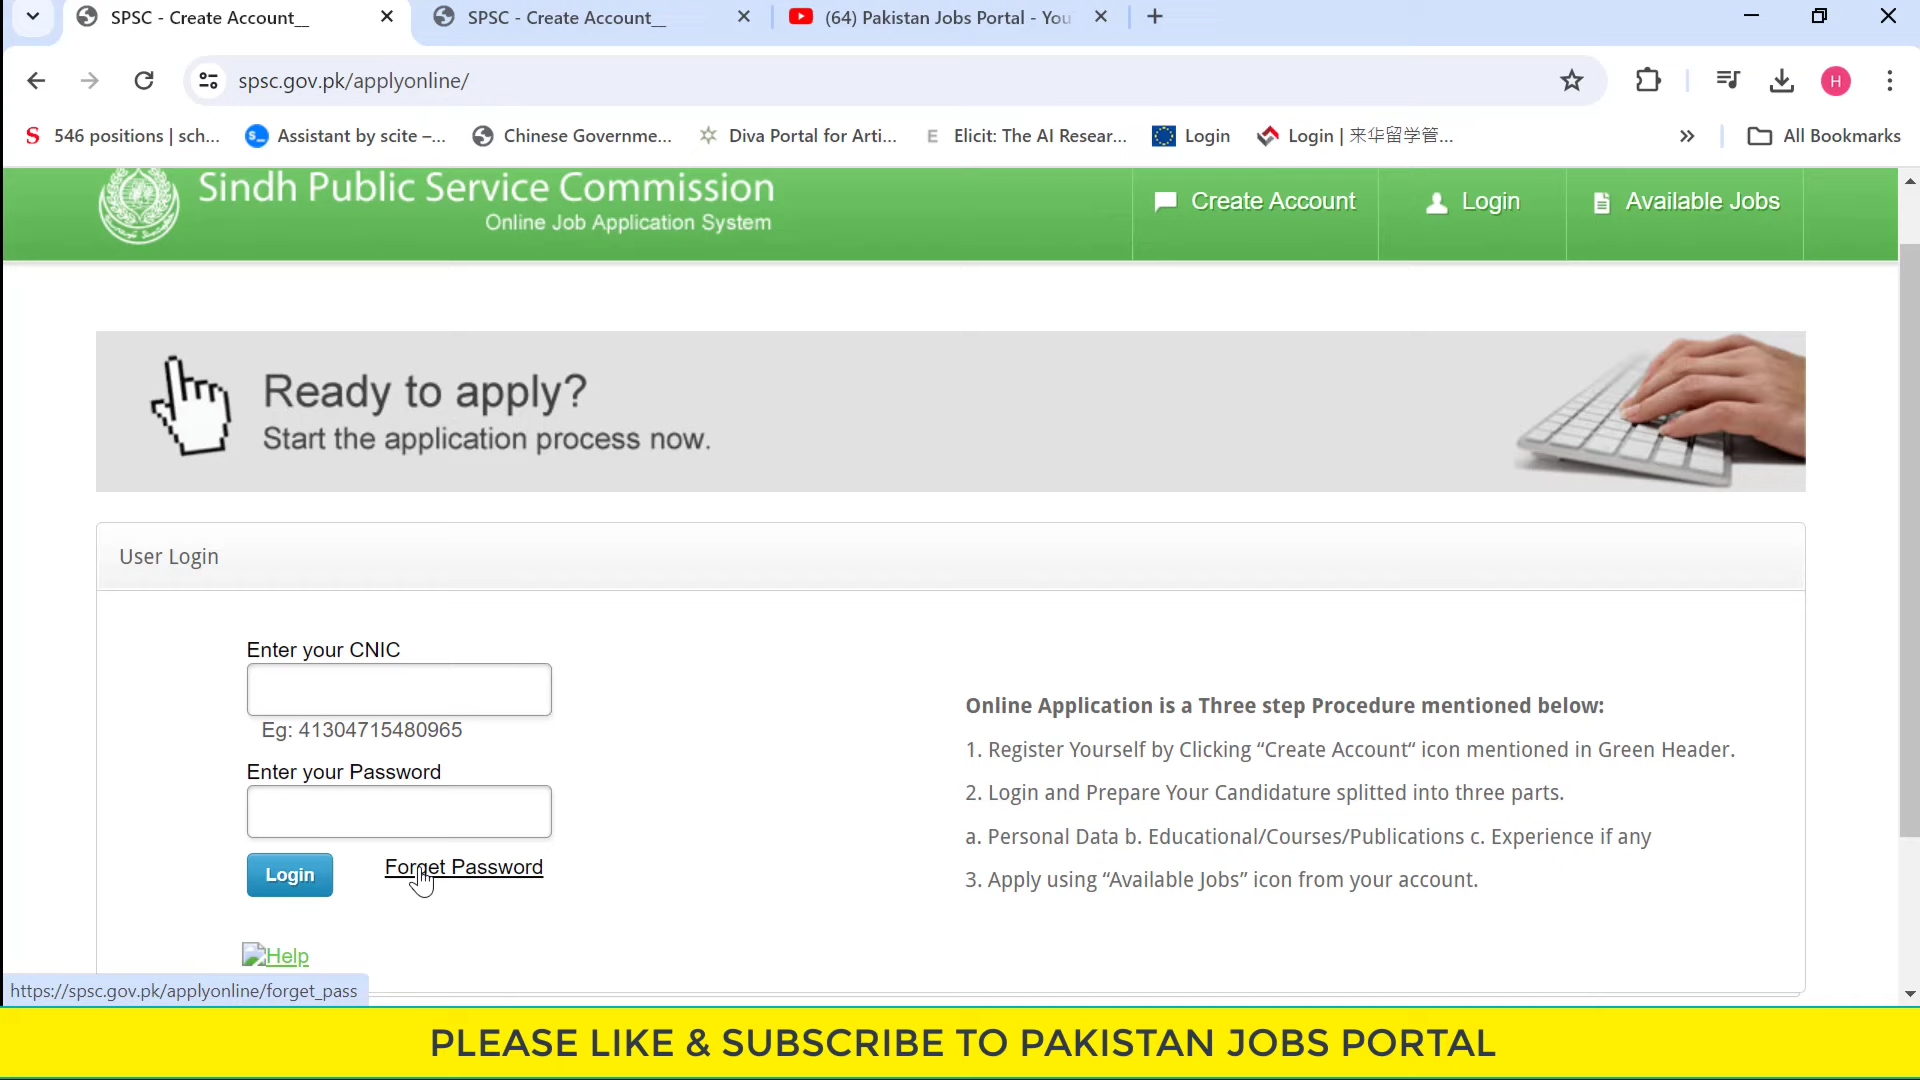 SPSC - Create Account_
SPSC - Create Account_
(64) Pakistan Jobs Portal - You
spsc.gov.pk/applyonline/
H
S 546 positions | sch...
Assistant by scite –...
Chinese Governme...
Diva Portal for Arti...
E Elicit: The AI Resear...
Login
Login | 来华留学管...
»
All Bookmarks
Sindh Public Service Commission
Online Job Application System
Create Account
Login
Available Jobs
Ready to apply?
Start the application process now.
User Login
Enter your CNIC
Eg: 41304715480965
Enter your Password
Login
Forget Password
Help
Online Application is a Three step Procedure mentioned below:
1. Register Yourself by Clicking “Create Account“ icon mentioned in Green Header.
2. Login and Prepare Your Candidature splitted into three parts.
a. Personal Data b. Educational/Courses/Publications c. Experience if any
3. Apply using “Available Jobs” icon from your account.
https://spsc.gov.pk/applyonline/forget_pass
PLEASE LIKE & SUBSCRIBE TO PAKISTAN JOBS PORTAL